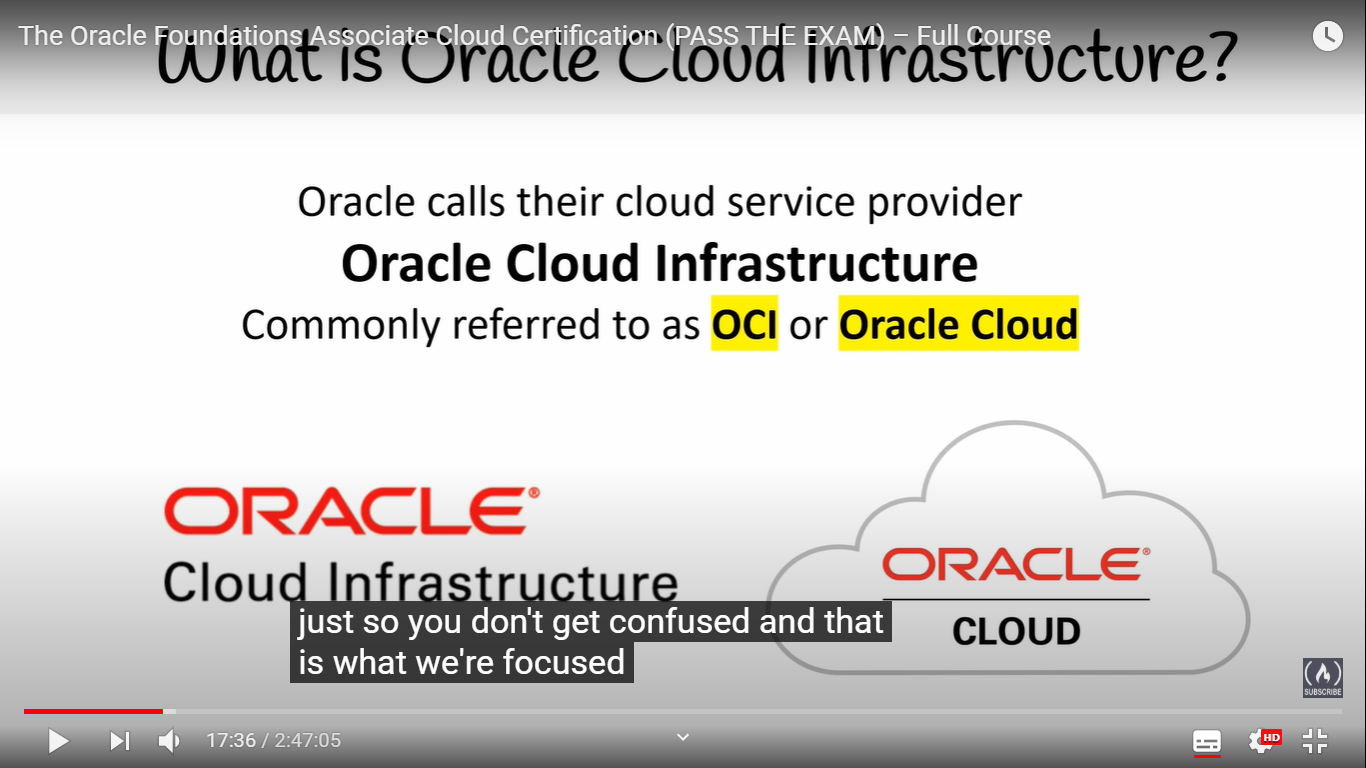 The Oracle Foundations Associate Cloud Certification (PASS THE EXAM) – Full Course
What is Oracle Cloud Infrastructure?
Oracle calls their cloud service provider
Oracle Cloud Infrastructure
Commonly referred to as OCI or Oracle Cloud
ORACLE®
Cloud Infrastructure
ORACLE®
CLOUD
just so you don't get confused and that
is what we're focused
SUBSCRIBE
17:36 / 2:47:05
HD